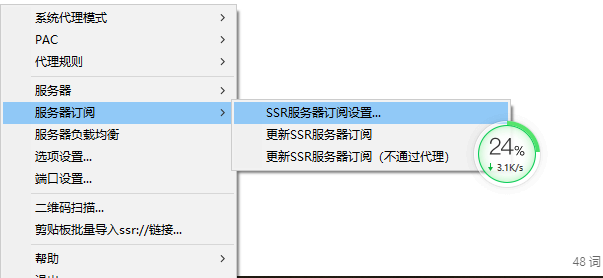 系统代理模式
PAC
代理规则
服务器
服务器订阅
服务器负载均衡
选项设置...
端口设置...
二维码扫描...
剪贴板批量导入ssr://链接...
帮助
退出
SSR服务器订阅设置...
更新SSR服务器订阅
更新SSR服务器订阅（不通过代理）
24%
3.1K/s
48 词